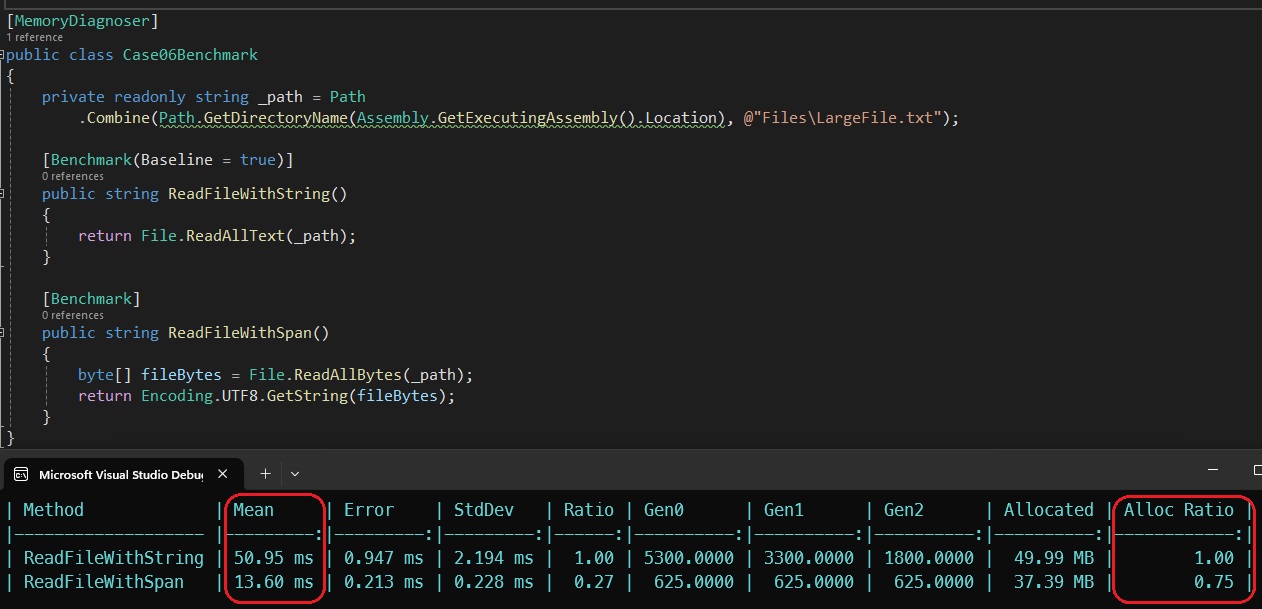 [MemoryDiagnoser]
1 reference
public class Case06Benchmark
{
private readonly string _path = Path
.Combine(Path.GetDirectoryName(Assembly.GetExecutingAssembly().Location), @"Files\LargeFile.txt");
[Benchmark(Baseline = true)]
0 references
public string ReadFileWithString()
{
return File.ReadAllText(_path);
}
[Benchmark]
0 references
public string ReadFileWithSpan()
{
byte[] fileBytes = File.ReadAllBytes(_path);
return Encoding.UTF8.GetString(fileBytes);
}
}
Microsoft Visual Studio Debug
| Method | Mean | Error | StdDev | Ratio | Gen0 | Gen1 | Gen2 | Allocated | Alloc Ratio |
|------------------- |---------:|---------:|---------:|------:|----------:|----------:|----------:|----------:|------------:|
| ReadFileWithString | 50.95 ms | 0.947 ms | 2.194 ms | 1.00 | 5300.0000 | 3300.0000 | 1800.0000 | 49.99 MB | 1.00 |
| ReadFileWithSpan | 13.60 ms | 0.213 ms | 0.228 ms | 0.27 | 625.0000 | 625.0000 | 625.0000 | 37.39 MB | 0.75 |